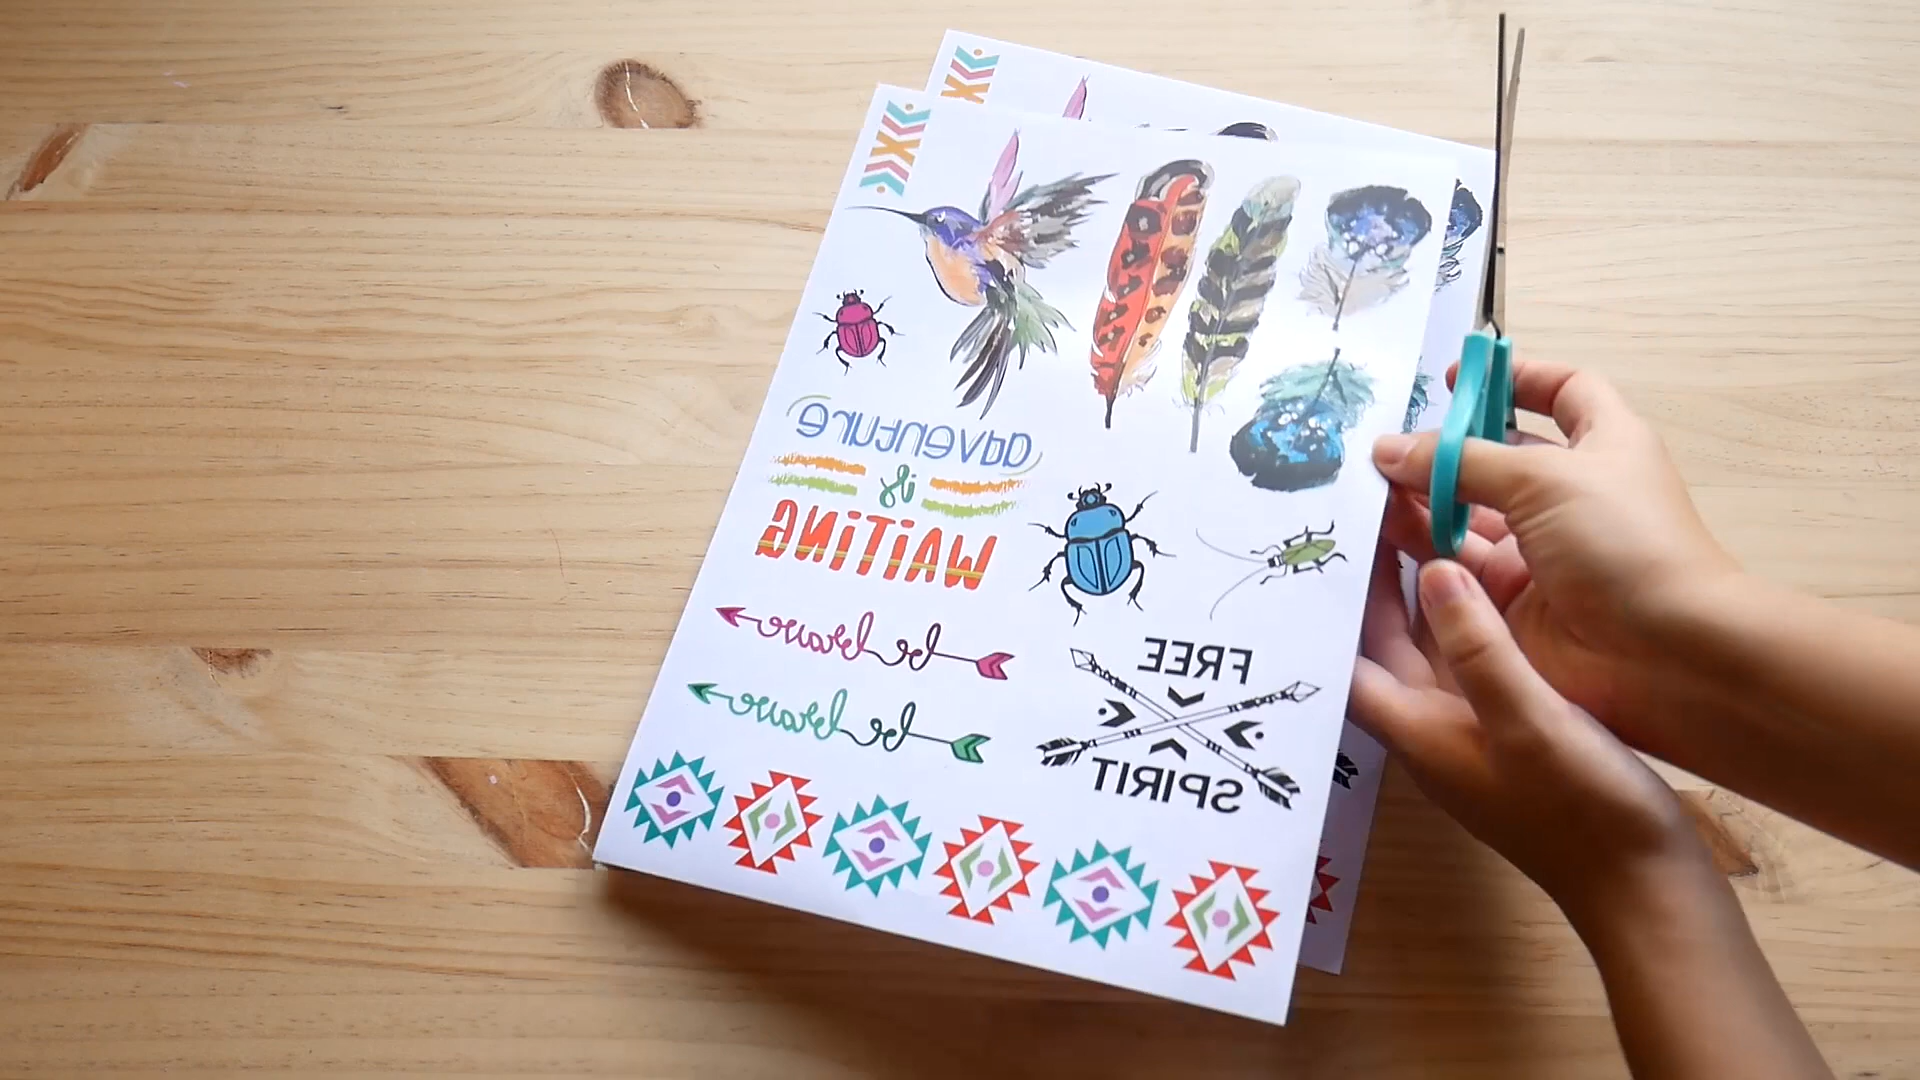 adventure
is
WAITING
be brave
be brave
FREE
SPIRIT